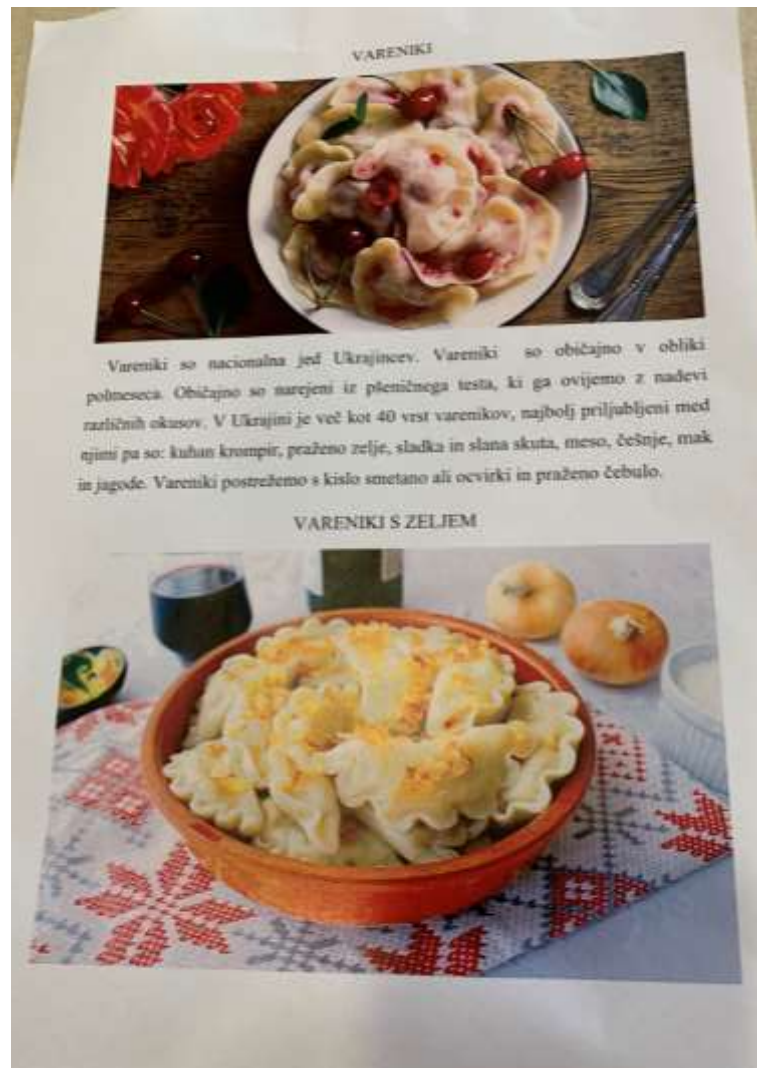 VARENIKI
Vareniki so nacionalna jed Ukrajincev. Vareniki so običajno v obliki
polmeseca. Običajno so narejeni iz pšeničnega testa, ki ga ovijemo z nadevi
različnih okusov. V Ukrajini je več kot 40 vrst varenikov, najbolj priljubljeni med
njimi pa so: kuhan krompir, praženo zelje, sladka in slana skuta, meso, češnje, mak
in jagode. Vareniki postrežemo s kislo smetano ali ocvirki in praženo čebulo.
VARENIKI S ZELJEM